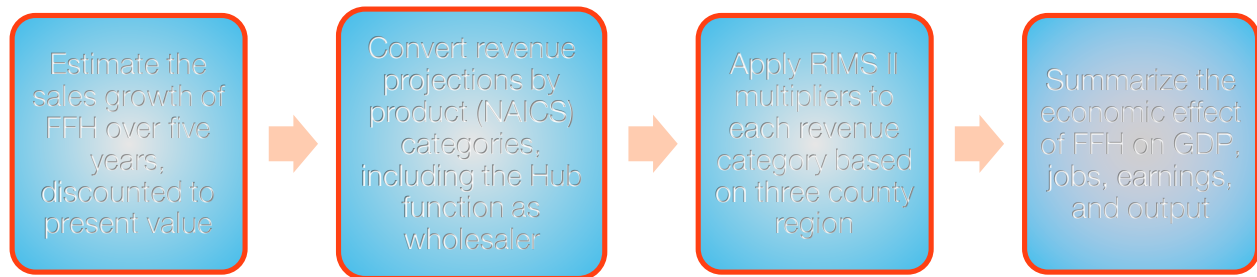 Estimate the
sales growth of
FFH over five
years,
discounted to
present value
Convert revenue
projections by
product (NAICS)
categories,
including the Hub
function as
wholesaler
Apply RIMS II
multipliers to
each revenue
category based
on three county
region
Summarize the
economic effect
of FFH on GDP,
jobs, earnings,
and output